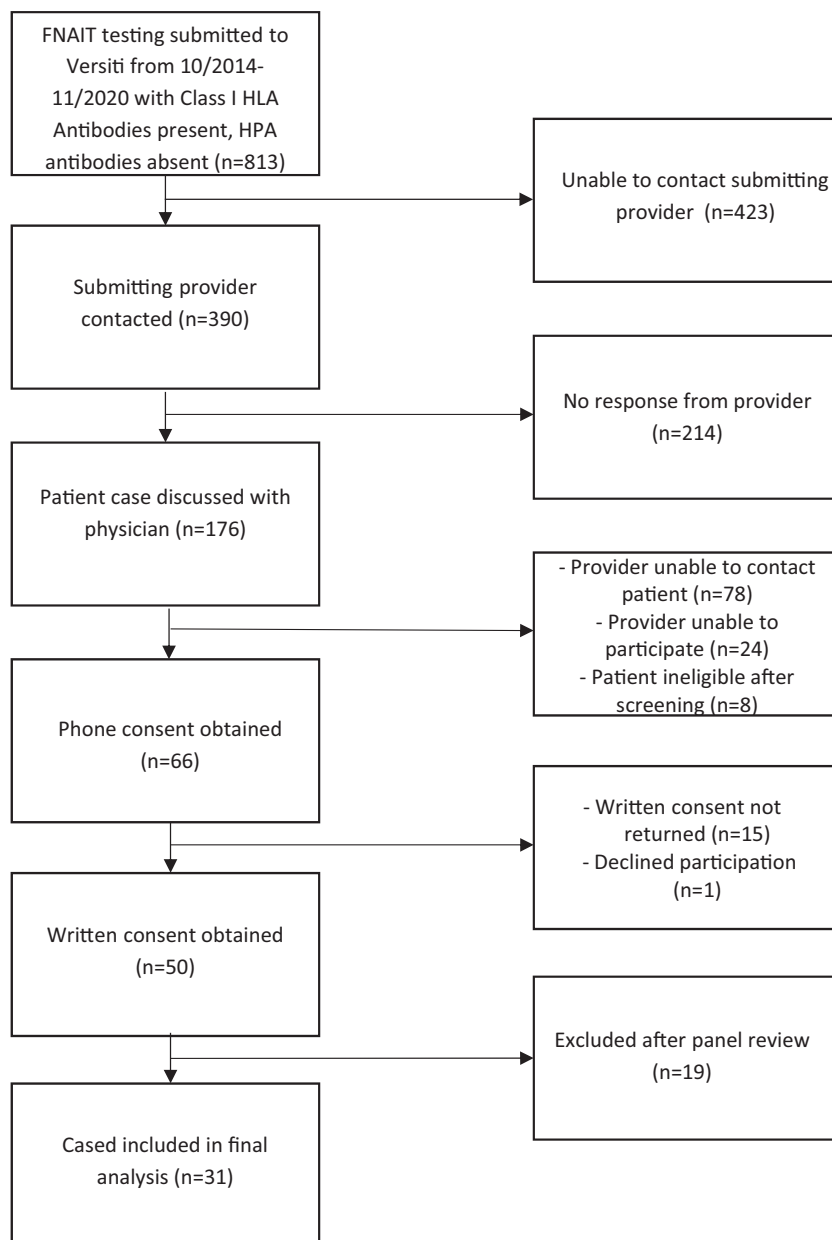 FNAIT testing submitted to
Versiti from 10/2014-
11/2020 with Class I HLA
Antibodies present, HPA
antibodies absent (n=813)
Unable to contact submitting
provider (n=423)
Submitting provider
contacted (n=390)
No response from provider
(n=214)
Patient case discussed with
physician (n=176)
- Provider unable to contact
patient (n=78)
- Provider unable to
participate (n=24)
- Patient ineligible after
screening (n=8)
Phone consent obtained
(n=66)
- Written consent not
returned (n=15)
- Declined participation
(n=1)
Written consent obtained
(n=50)
Excluded after panel review
(n=19)
Cased included in final
analysis (n=31)